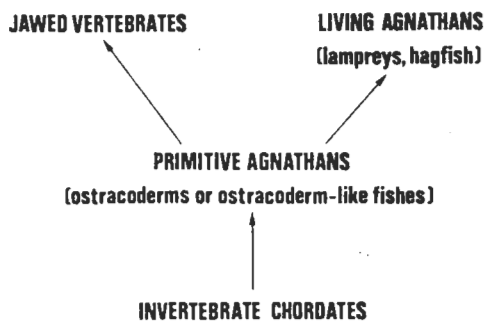 JAWED VERTEBRATES
LIVING AGNATHANS
(lampreys, hagfish)
PRIMITIVE AGNATHANS
(ostracoderms or ostracoderm-like fishes)
INVERTEBRATE CHORDATES